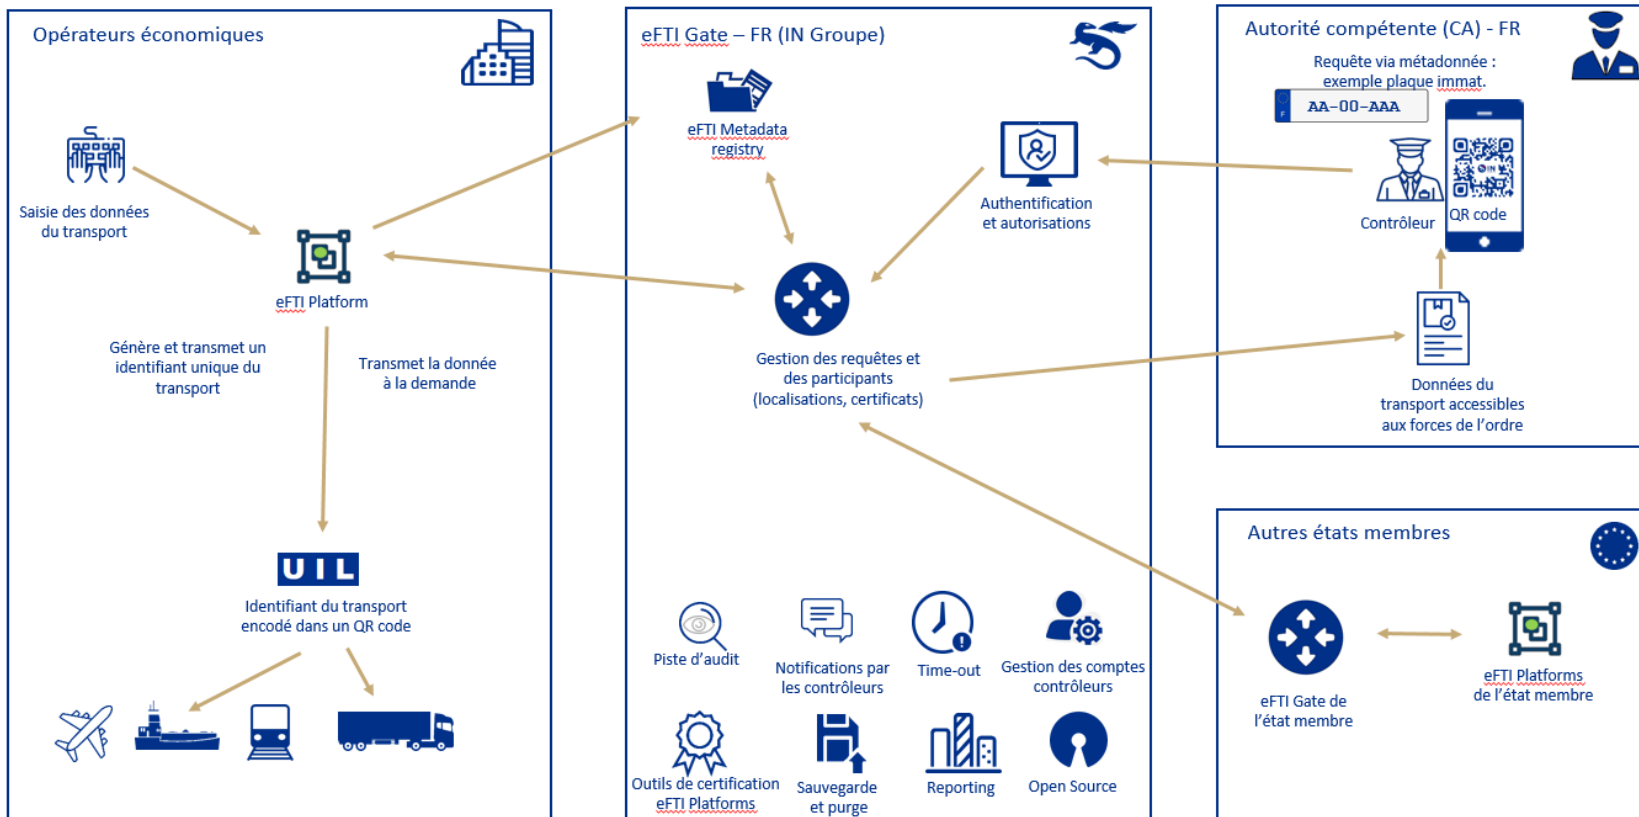 Opérateurs économiques
Saisie des données
du transport
eFTI Platform
Génère et transmet un
identifiant unique du
transport
Transmet la donnée
à la demande
UIL
Identifiant du transport
encodé dans un QR code
eFTI Gate – FR (IN Groupe)
eFTI Metadata
registry
Authentification
et autorisations
Gestion des requêtes et
des participants
(localisations, certificats)
Piste d'audit
Notifications par
les contrôleurs
Time-out
Gestion des comptes
contrôleurs
Outils de certification
eFTI Platforms
Sauvegarde
et purge
Reporting
Open Source
Autorité compétente (CA) - FR
Requête via métadonnée :
exemple plaque immat.
F
AA-00-AAA
IN
Contrôleur
QR code
Données du
transport accessibles
aux forces de l'ordre
Autres états membres
eFTI Gate de
l'état membre
eFTI Platforms
de l'état membre